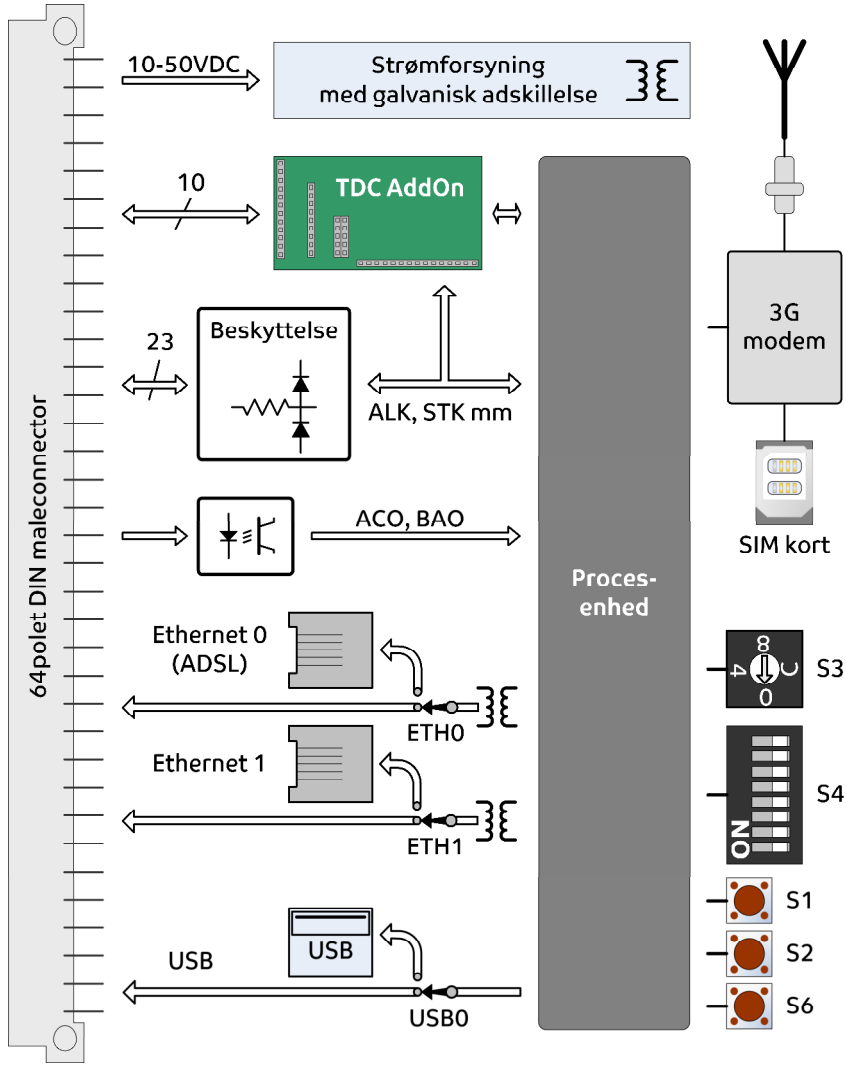 10-50VDC
Strømforsyning
med galvanisk adskillelse
10
TDC AddOn
3G
modem
23
Beskyttelse
ALK, STK mm
64polet DIN maleconnector
ACO, BAO
SIM kort
Proces-
enhed
Ethernet 0
(ADSL)
ETH0
8
4
C
0
S3
Ethernet 1
ETH1
ON
S4
S1
USB
USB
S2
USB0
S6